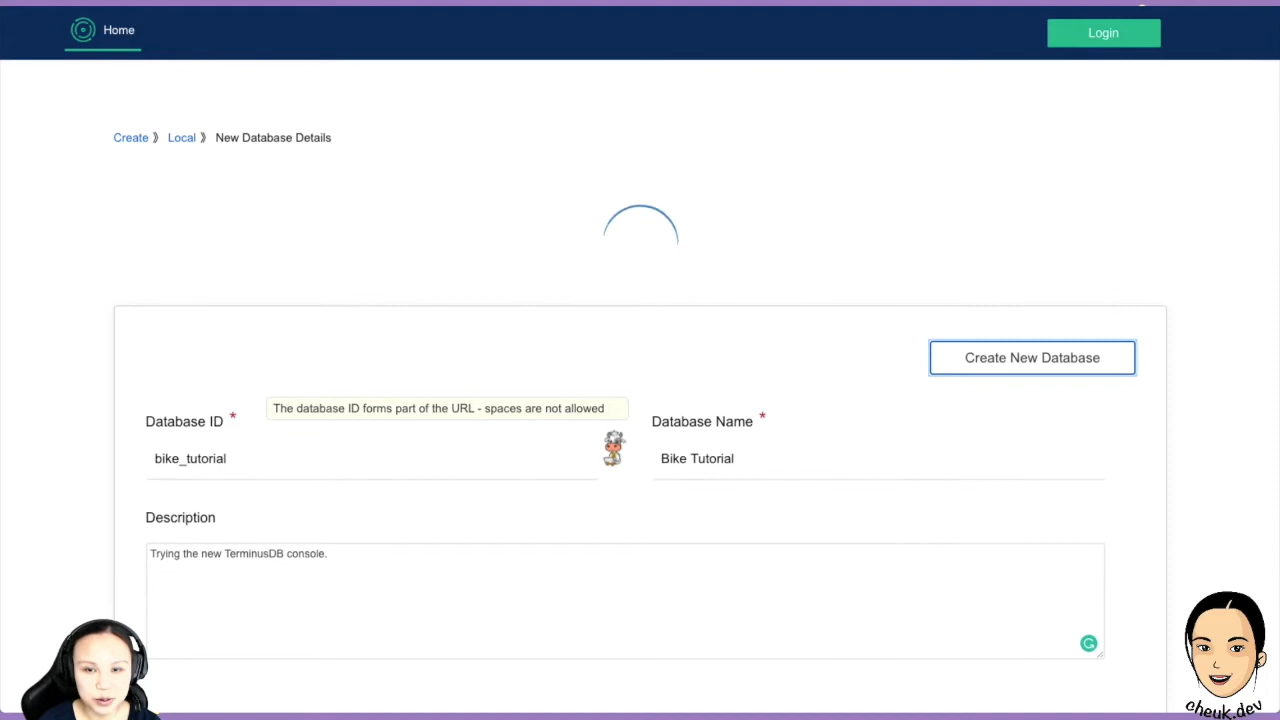 Home
Login
Create 》 Local 》 New Database Details
Create New Database
The database ID forms part of the URL - spaces are not allowed
Database ID *
Database Name *
bike_tutorial
Bike Tutorial
Description
Trying the new TerminusDB console.
cheuk.dev